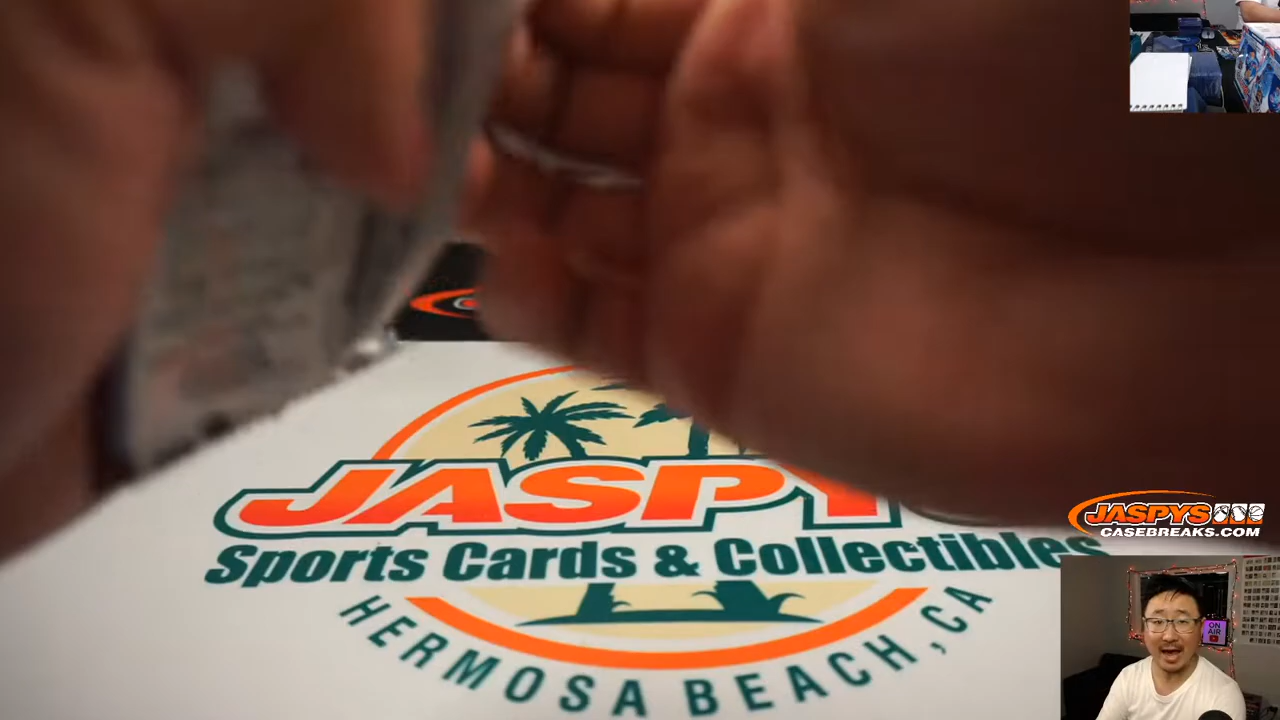 JASPY
Sports Cards & Collectibles
HERMOSA BEACH, CA
JASPYS
CASEBREAKS.COM
ON
AIR